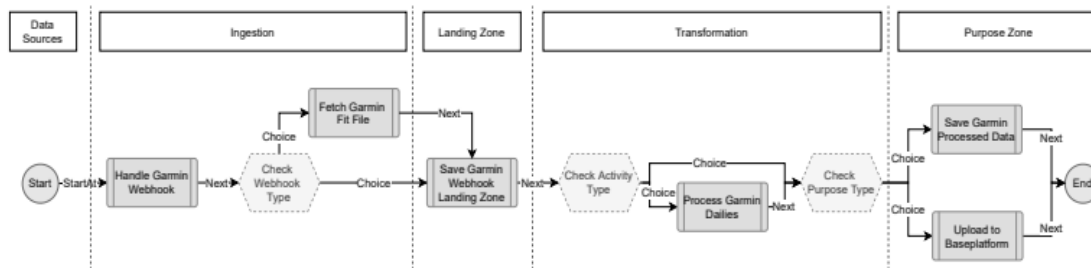 Data
Sources
Ingestion
Landing Zone
Transformation
Purpose Zone
Start
StartAt
Handle Garmin
Webhook
Next
Check
Webhook
Type
Choice
Fetch Garmin
Fit File
Next
Choice
Save Garmin
Webhook
Landing Zone
Next
Check Activity
Type
Choice
Choice
Process Garmin
Dailies
Next
Check
Purpose Type
Choice
Save Garmin
Processed Data
Next
Choice
Upload to
Baseplatform
Next
End